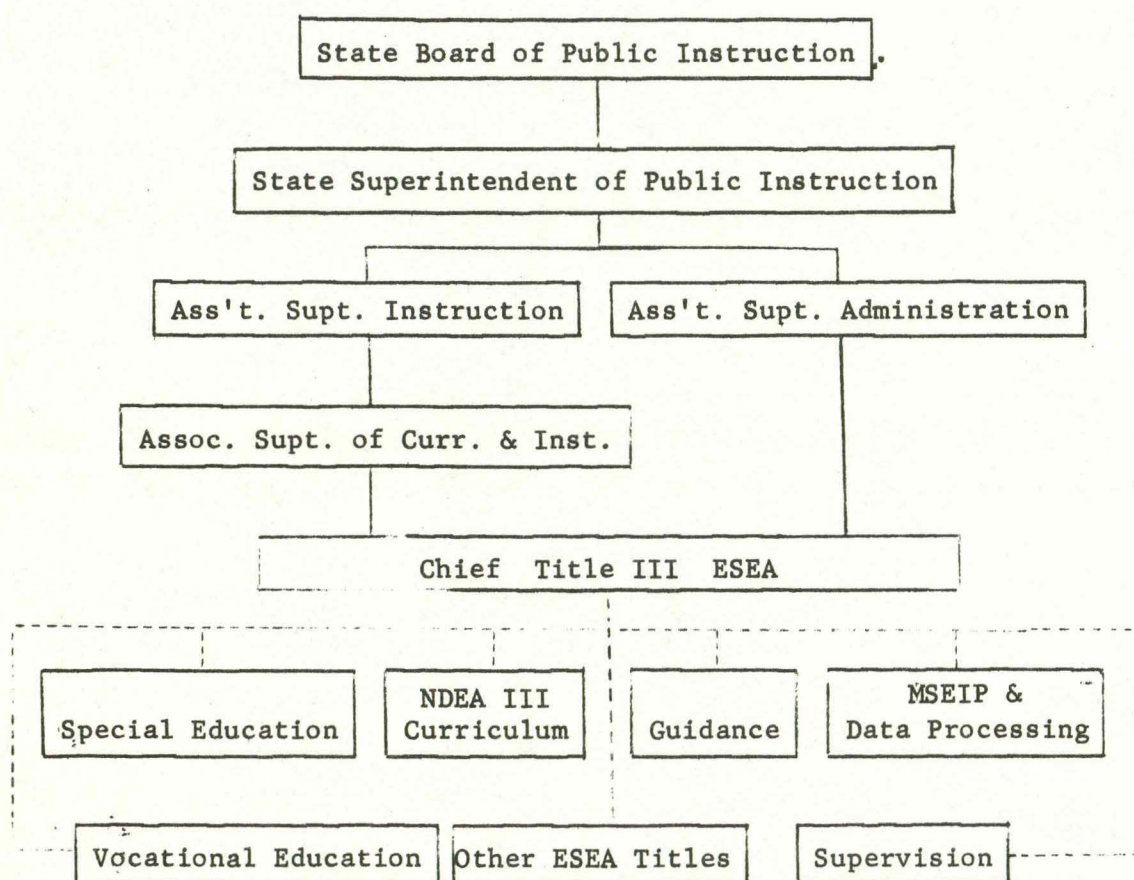 State Board of Public Instruction
State Superintendent of Public Instruction
Ass't. Supt. Instruction
Ass't. Supt. Administration
Assoc. Supt. of Curr. & Inst.
Chief Title III ESEA
Special Education
NDEA III
Curriculum
Guidance
MSEIP &
Data Processing
Vocational Education
Other ESEA Titles
Supervision